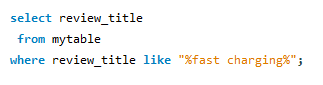 select review_title
from mytable
where review_title like "%fast charging%";